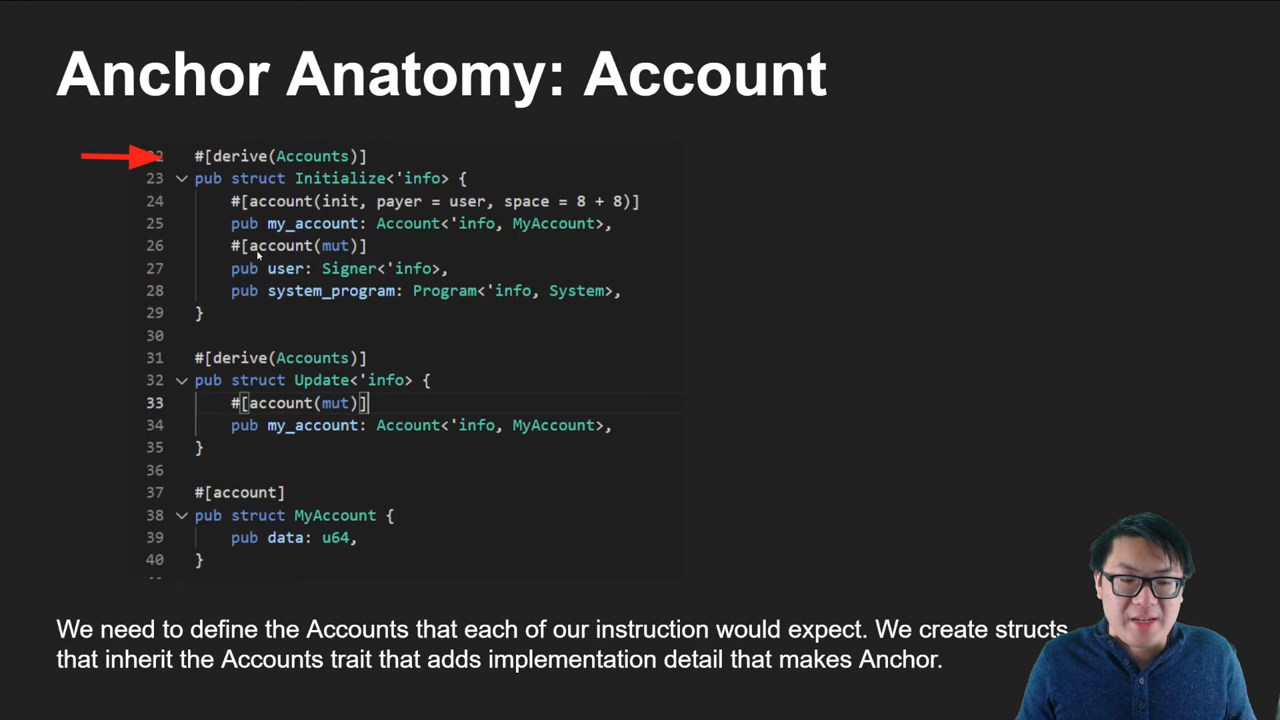 Anchor Anatomy: Account
#[derive(Accounts)]
23 pub struct Initialize<'info> {
24 #[account(init, payer = user, space = 8 + 8)]
25 pub my_account: Account<'info, MyAccount>,
26 #[account(mut)]
27 pub user: Signer<'info>,
28 pub system_program: Program<'info, System>,
29 }
30
31 #[derive(Accounts)]
32 pub struct Update<'info> {
33 #[account(mut)]
34 pub my_account: Account<'info, MyAccount>,
35 }
36
37 #[account]
38 pub struct MyAccount {
39 pub data: u64,
40 }
We need to define the Accounts that each of our instruction would expect. We create structs
that inherit the Accounts trait that adds implementation detail that makes Anchor.